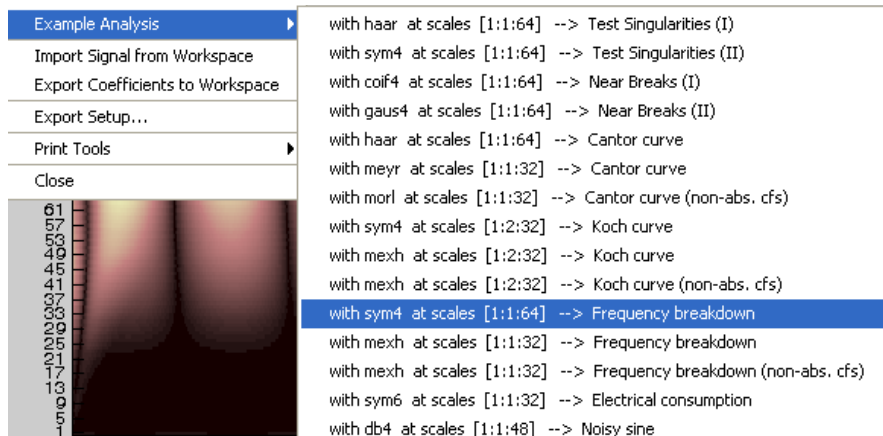 Example Analysis
Import Signal from Workspace
Export Coefficients to Workspace
Export Setup...
Print Tools
Close
with haar at scales [1:1:64] --> Test Singularities (I)
with sym4 at scales [1:1:64] --> Test Singularities (II)
with coif4 at scales [1:1:64] --> Near Breaks (I)
with gaus4 at scales [1:1:64] --> Near Breaks (II)
with haar at scales [1:1:64] --> Cantor curve
with meyr at scales [1:1:32] --> Cantor curve
with morl at scales [1:1:32] --> Cantor curve (non-abs. cfs)
with sym4 at scales [1:2:32] --> Koch curve
with mexh at scales [1:2:32] --> Koch curve
with mexh at scales [1:2:32] --> Koch curve (non-abs. cfs)
with sym4 at scales [1:1:64] --> Frequency breakdown
with mexh at scales [1:1:32] --> Frequency breakdown
with mexh at scales [1:1:32] --> Frequency breakdown (non-abs. cfs)
with sym6 at scales [1:1:32] --> Electrical consumption
with db4 at scales [1:1:48] --> Noisy sine
61
57
53
49
45
41
37
33
29
25
21
17
13
9
5
1